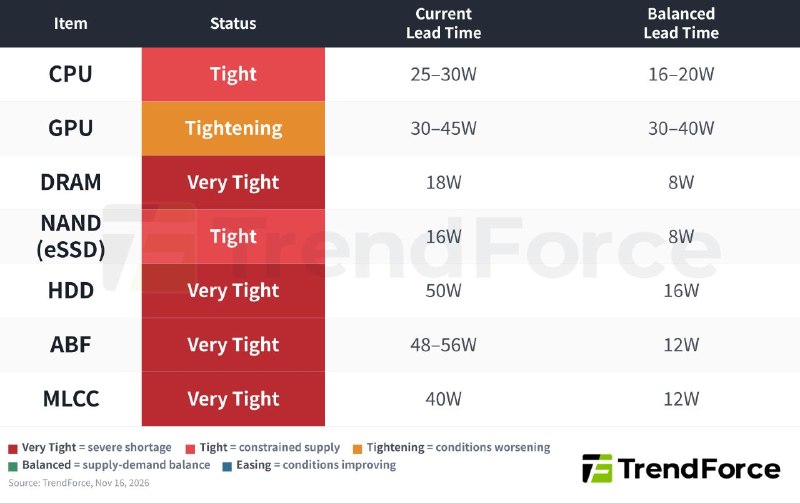 Item Status Current Lead Time Balanced Lead Time
CPU Tight 25–30W 16–20W
GPU Tightening 30–45W 30–40W
DRAM Very Tight 18W 8W
NAND (eSSD) Tight 16W 8W
HDD Very Tight 50W 16W
ABF Very Tight 48–56W 12W
MLCC Very Tight 40W 12W
TrendForce
Very Tight = severe shortage Tight = constrained supply Tightening = conditions worsening
Balanced = supply-demand balance Easing = conditions improving
Source: TrendForce, Nov 16, 2026
TrendForce